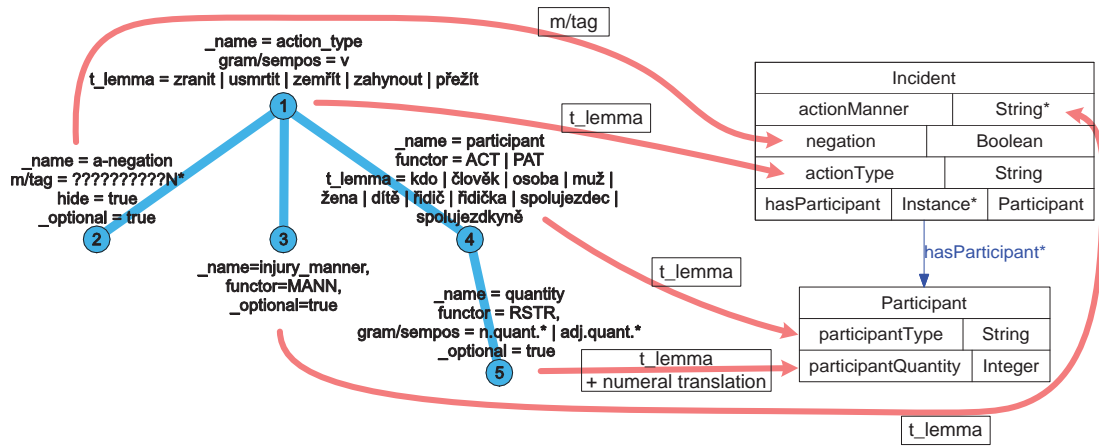 m/tag
_name = action_type
gram/sempos = v
t_lemma = zranit | usmrtit | zemřít | zahynout | přežít
1
t_lemma
_name = a-negation
m/tag = ??????????N*
hide = true
_optional = true
2
3
_name=injury_manner,
functor=MANN,
_optional=true
_name = participant
functor = ACT | PAT
t_lemma = kdo | člověk | osoba | muž |
žena | dítě | řidič | řidička | spolujezdec |
spolujezdkyně
4
t_lemma
_name = quantity
functor = RSTR,
gram/sempos = n.quant.* | adj.quant.*
_optional = true
5
t_lemma
+ numeral translation
Incident
actionManner String*
negation Boolean
actionType String
hasParticipant Instance* Participant
hasParticipant*
Participant
participantType String
participantQuantity Integer
t_lemma